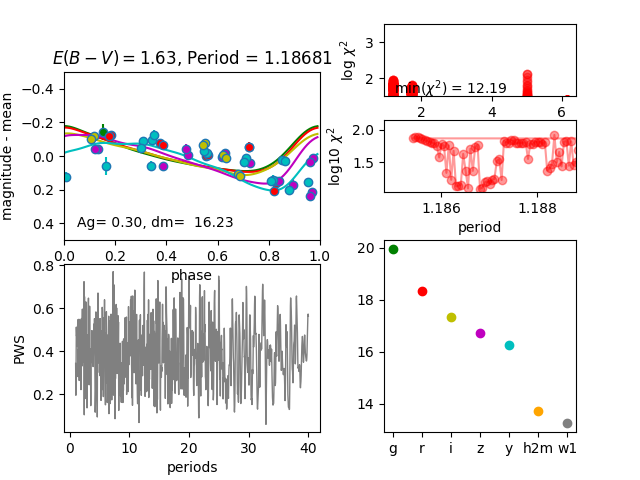 E(B − V) = 1.63, Period = 1.18681
magnitude - mean
−0.4
−0.2
0.0
0.2
0.4
Ag= 0.30, dm=  16.23
0.0 0.2 0.4 0.6 0.8 1.0
phase
log χ²
3
2
min(χ²) = 12.19
2 4 6
log10 χ²
2.0
1.5
1.186 1.188
period
PWS
0.8
0.6
0.4
0.2
0 10 20 30 40
periods
20
18
16
14
g r i z y h2m w1